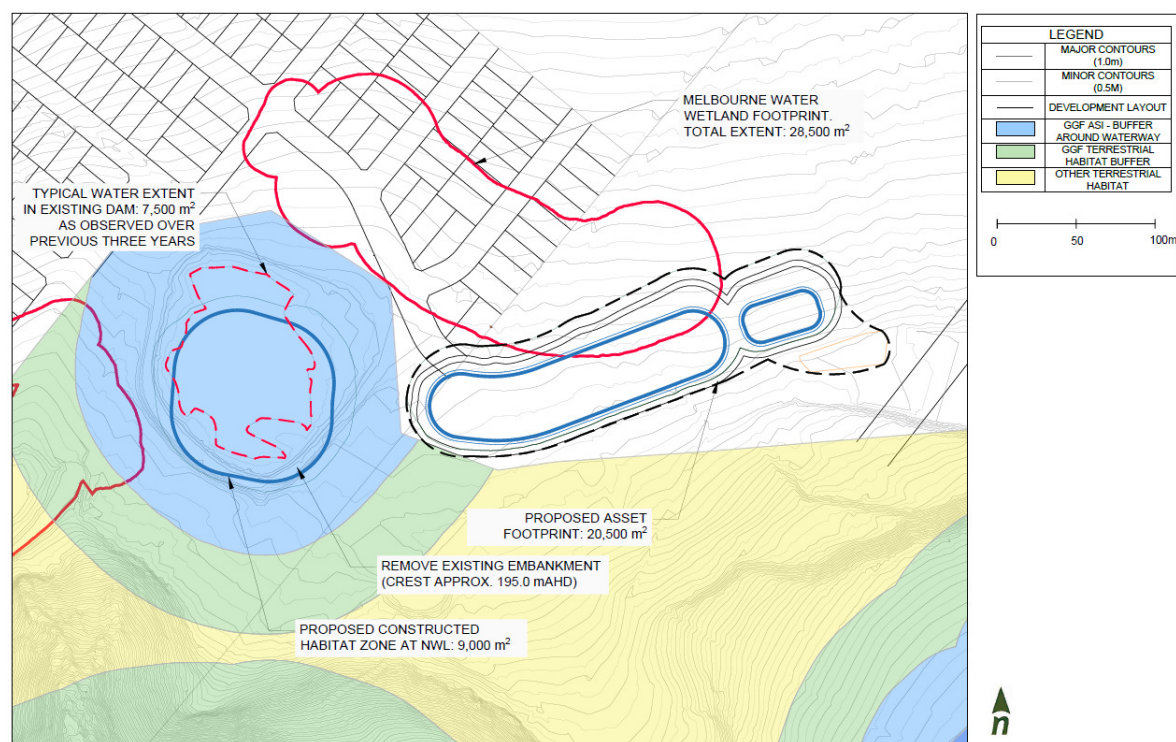 MELBOURNE WATER
WETLAND FOOTPRINT.
TOTAL EXTENT: 28,500 m²
TYPICAL WATER EXTENT
IN EXISTING DAM: 7,500 m²
AS OBSERVED OVER
PREVIOUS THREE YEARS
PROPOSED ASSET
FOOTPRINT: 20,500 m²
REMOVE EXISTING EMBANKMENT
(CREST APPROX. 195.0 mAHD)
PROPOSED CONSTRUCTED
HABITAT ZONE AT NWL: 9,000 m²
LEGEND
MAJOR CONTOURS
(1.0m)
MINOR CONTOURS
(0.5M)
DEVELOPMENT LAYOUT
GGF ASI - BUFFER
AROUND WATERWAY
GGF TERRESTRIAL
HABITAT BUFFER
OTHER TERRESTRIAL
HABITAT
0 50 100m
n